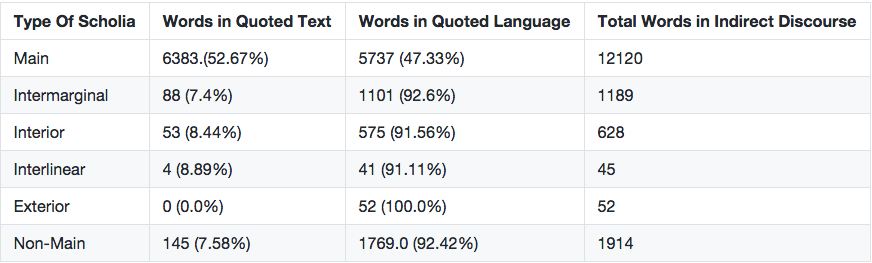 Type Of Scholia Words in Quoted Text Words in Quoted Language Total Words in Indirect Discourse
Main 6383.(52.67%) 5737 (47.33%) 12120
Intermarginal 88 (7.4%) 1101 (92.6%) 1189
Interior 53 (8.44%) 575 (91.56%) 628
Interlinear 4 (8.89%) 41 (91.11%) 45
Exterior 0 (0.0%) 52 (100.0%) 52
Non-Main 145 (7.58%) 1769.0 (92.42%) 1914